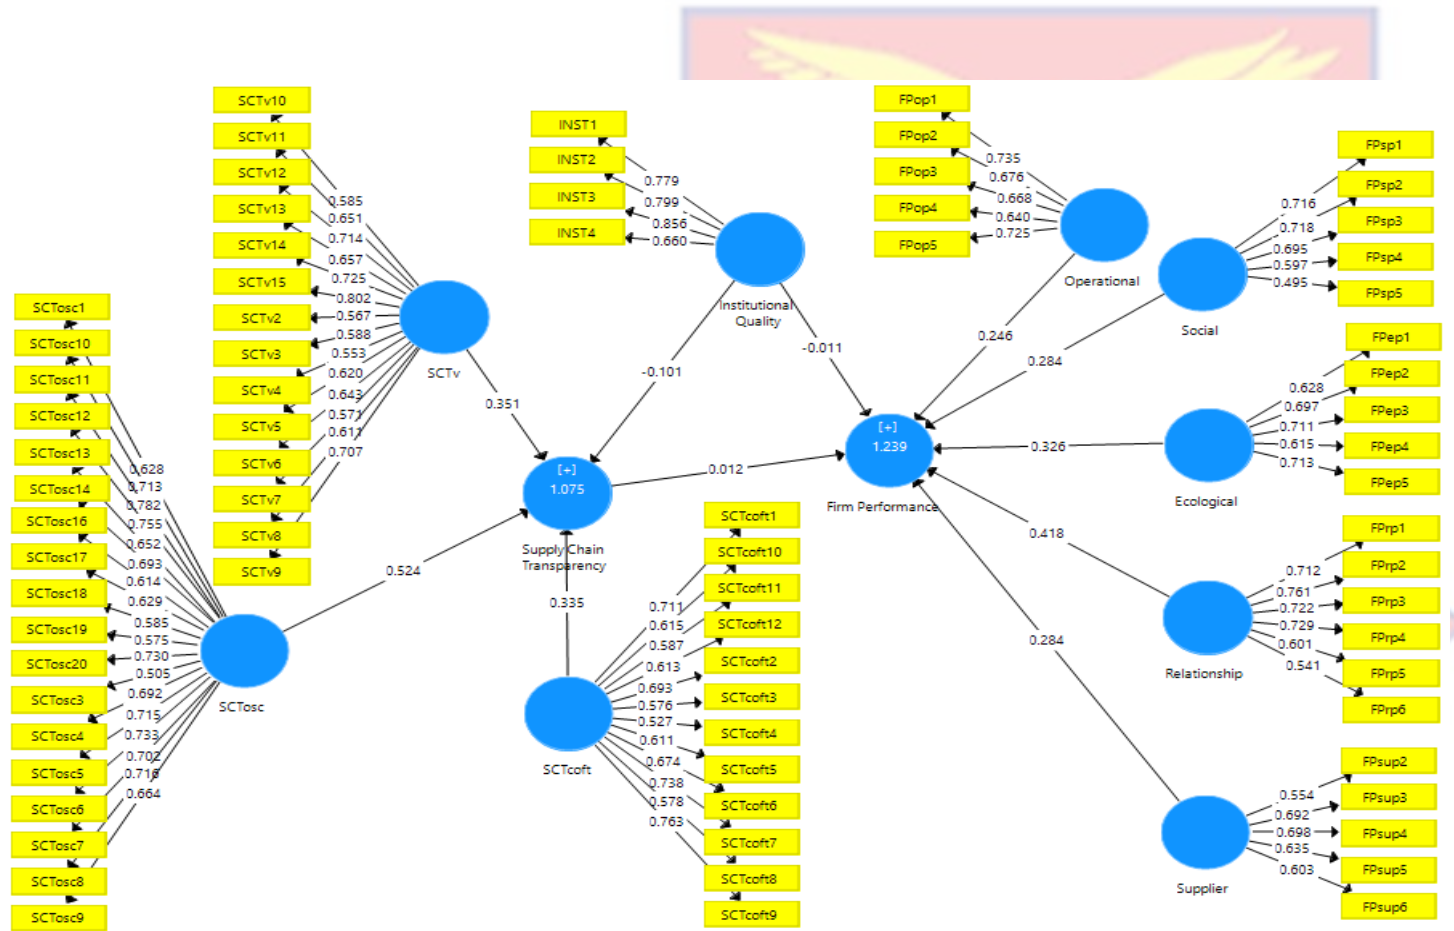 SCTv10
SCTv11
SCTv12
SCTv13
SCTv14
SCTv15
SCTv2
SCTv3
SCTv4
SCTv5
SCTv6
SCTv7
SCTv8
SCTv9
0.585
0.651
0.714
0.657
0.725
0.802
0.567
0.588
0.553
0.620
0.643
0.571
0.611
0.707
SCTv
0.351
SCTosc1
SCTosc10
SCTosc11
SCTosc12
SCTosc13
SCTosc14
SCTosc16
SCTosc17
SCTosc18
SCTosc19
SCTosc20
SCTosc3
SCTosc4
SCTosc5
SCTosc6
SCTosc7
SCTosc8
SCTosc9
0.628
0.713
0.782
0.755
0.652
0.693
0.614
0.629
0.585
0.575
0.730
0.505
0.692
0.715
0.733
0.702
0.716
0.664
SCTosc
0.524
INST1
INST2
INST3
INST4
0.779
0.799
0.856
0.660
Institutional
Quality
-0.101
-0.011
[+]
1.075
Supply Chain
Transparency
0.012
0.335
SCTcoft
0.711
0.615
0.587
0.613
0.693
0.576
0.527
0.611
0.674
0.738
0.578
0.763
SCTcoft1
SCTcoft10
SCTcoft11
SCTcoft12
SCTcoft2
SCTcoft3
SCTcoft4
SCTcoft5
SCTcoft6
SCTcoft7
SCTcoft8
SCTcoft9
[+]
1.239
Firm Performance
FPop1
FPop2
FPop3
FPop4
FPop5
0.735
0.676
0.668
0.640
0.725
Operational
0.246
FPsp1
FPsp2
FPsp3
FPsp4
FPsp5
0.716
0.718
0.695
0.597
0.495
Social
0.284
FPep1
FPep2
FPep3
FPep4
FPep5
0.628
0.697
0.711
0.615
0.713
Ecological
0.326
FPrp1
FPrp2
FPrp3
FPrp4
FPrp5
FPrp6
0.712
0.761
0.722
0.729
0.601
0.541
Relationship
0.418
FPsup2
FPsup3
FPsup4
FPsup5
FPsup6
0.554
0.692
0.698
0.635
0.603
Supplier
0.284